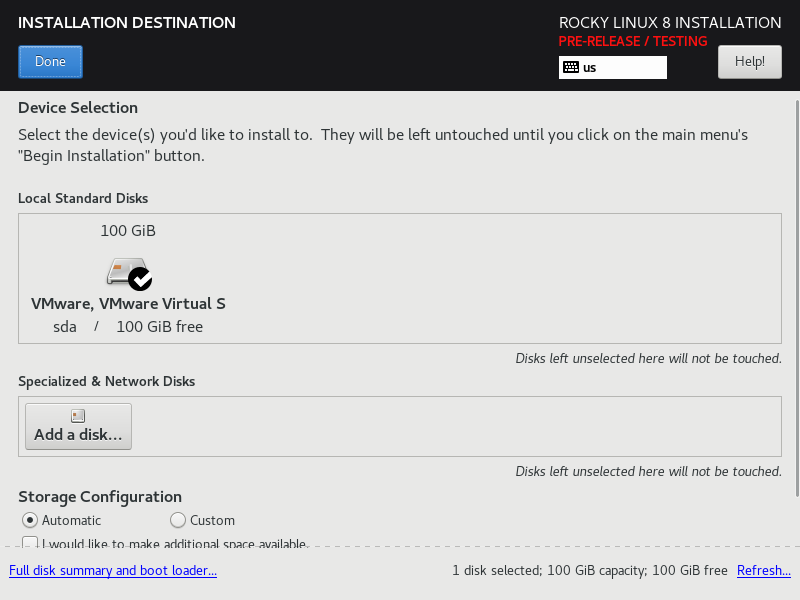 INSTALLATION DESTINATION
ROCKY LINUX 8 INSTALLATION
PRE-RELEASE / TESTING
Done
us
Help!
Device Selection
Select the device(s) you'd like to install to.  They will be left untouched until you click on the main menu's
"Begin Installation" button.
Local Standard Disks
100 GiB
VMware, VMware Virtual S
sda / 100 GiB free
Disks left unselected here will not be touched.
Specialized & Network Disks
Add a disk...
Disks left unselected here will not be touched.
Storage Configuration
Automatic
Custom
I would like to make additional space available.
Full disk summary and boot loader...
1 disk selected; 100 GiB capacity; 100 GiB free
Refresh...